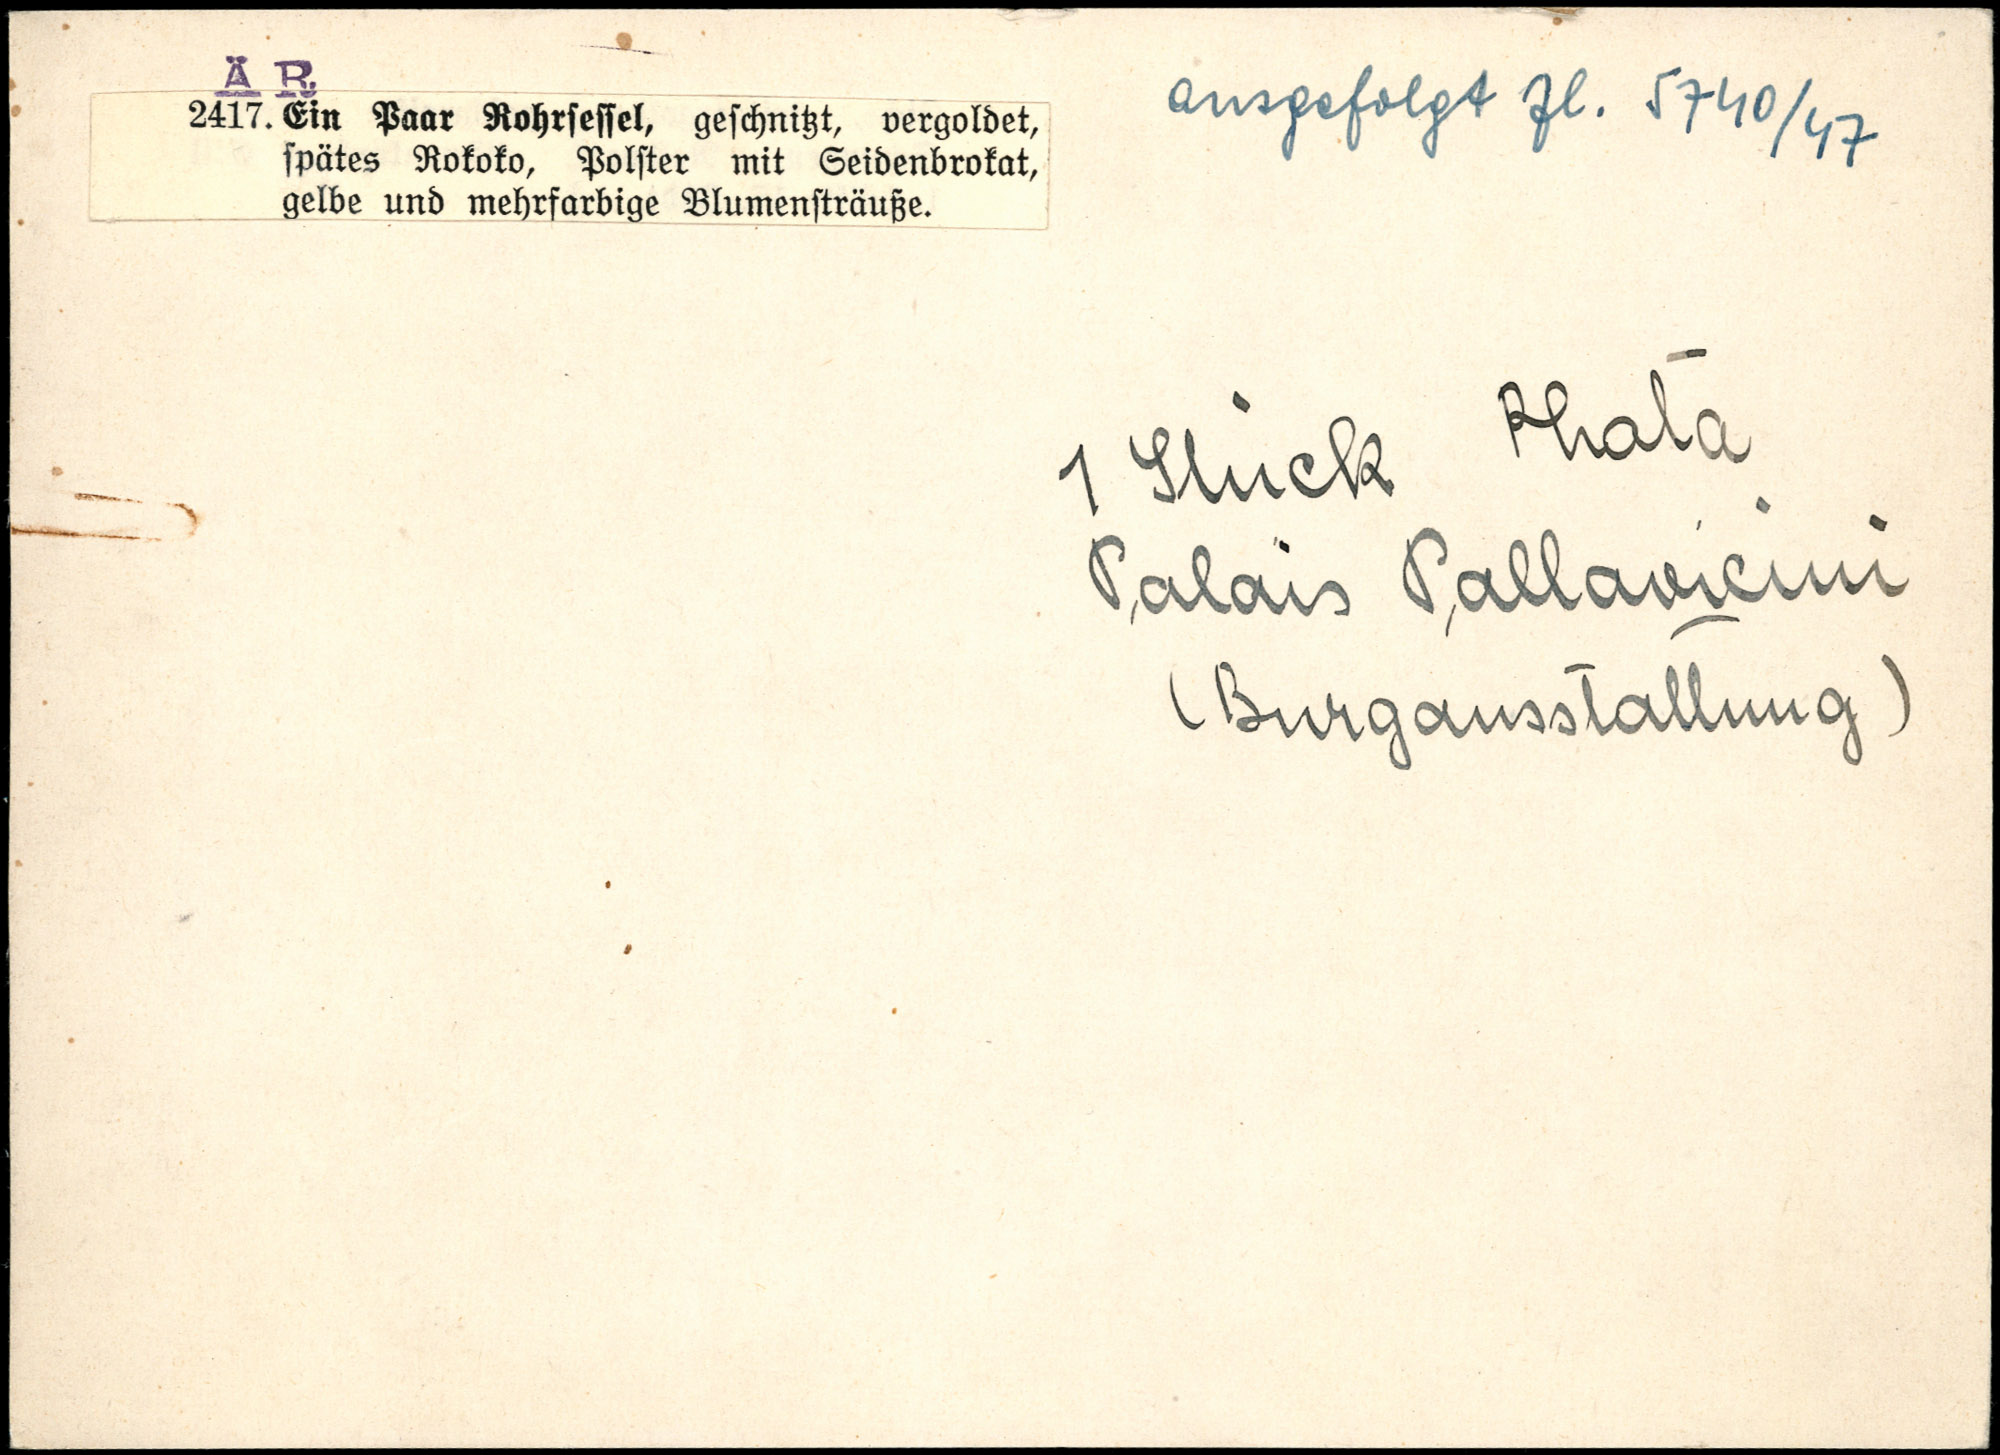 Ä R
2417. Ein Paar Rohrsessel, geschnitzt, vergoldet,
spätes Rokoko, Polster mit Seidenbrokat,
gelbe und mehrfarbige Blumensträuße.
ausgefolgt Zl. 5740/47
1 Stück Photo
Palais Pallavicini
(Burgausstattung)